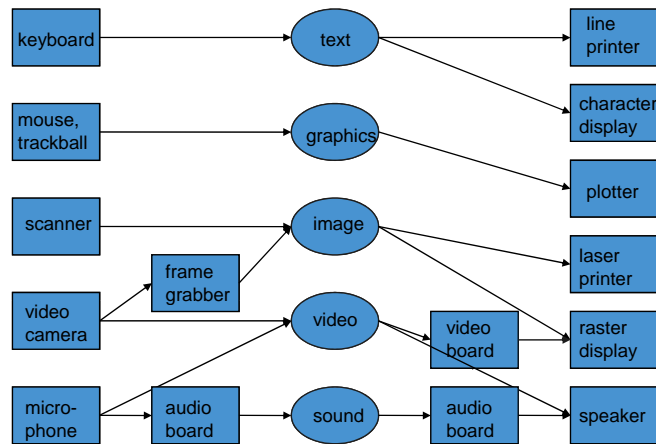 keyboard
text
line
printer
character
display
mouse,
trackball
graphics
plotter
scanner
image
laser
printer
frame
grabber
video
camera
video
video
board
raster
display
micro-
phone
audio
board
sound
audio
board
speaker